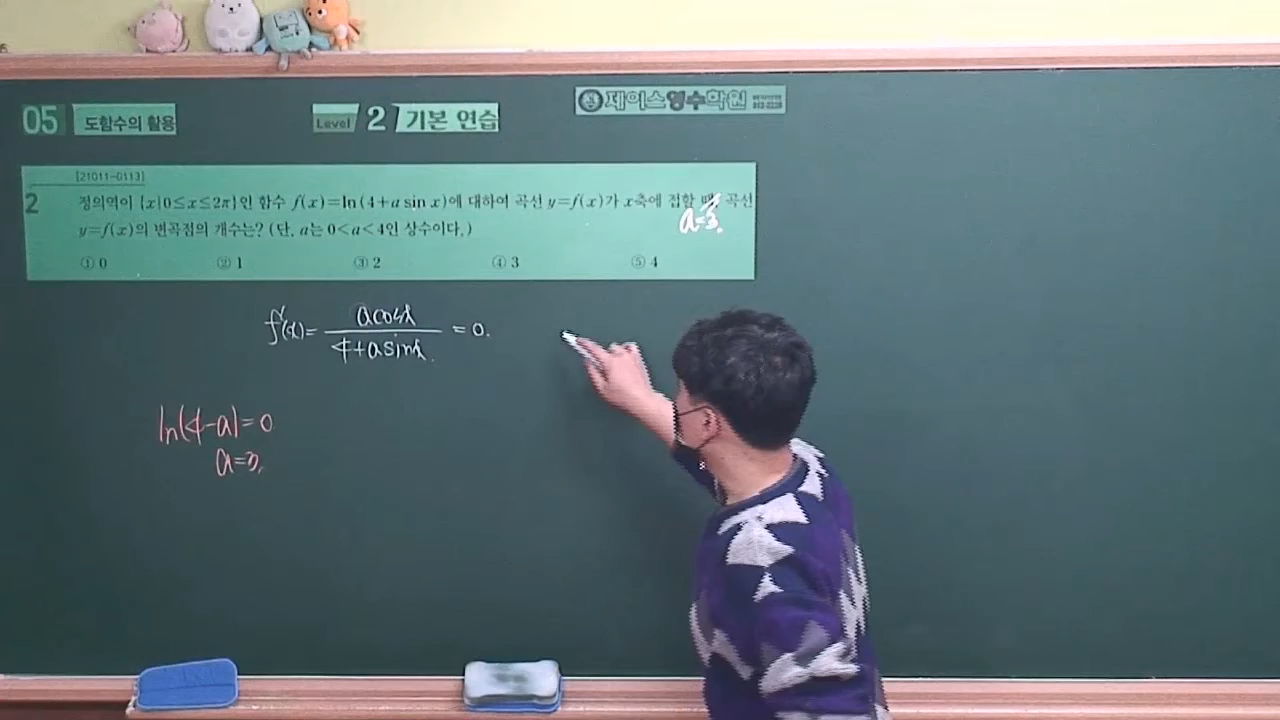 05 도함수의 활용 Level 2 기본 연습
제이스영수학원
[21011-0113]
2 정의역이 {x|0≤x≤2π}인 함수 f(x)=ln(4+a sin x)에 대하여 곡선 y=f(x)가 x축에 접할 때, 곡선
a=3.
y=f(x)의 변곡점의 개수는? (단, a는 0<a<4인 상수이다.)
① 0 ② 1 ③ 2 ④ 3 ⑤ 4
f'(x)= acosx / 4+asinx = 0.
ln(4-a)=0
a=3.